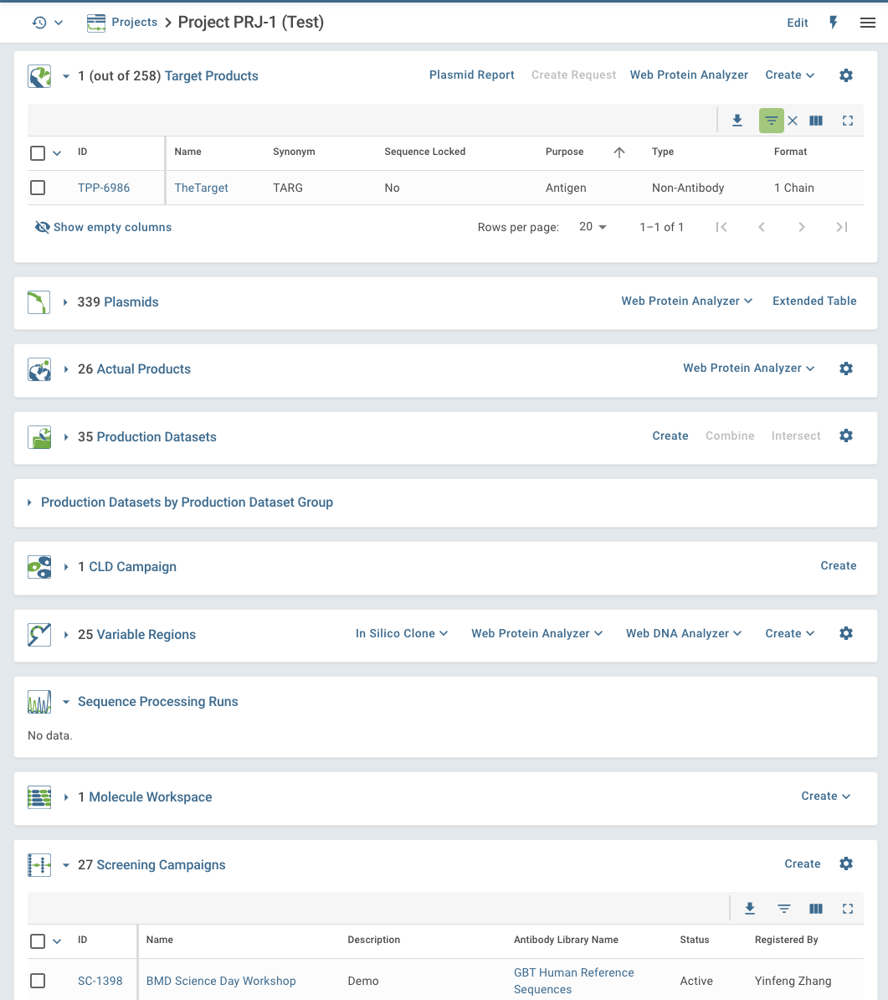 Projects > Project PRJ-1 (Test) Edit
1 (out of 258) Target Products Plasmid Report Create Request Web Protein Analyzer Create
ID Name Synonym Sequence Locked Purpose Type Format
TPP-6986 TheTarget TARG No Antigen Non-Antibody 1 Chain
Show empty columns Rows per page: 20 1–1 of 1
339 Plasmids Web Protein Analyzer Extended Table
26 Actual Products Web Protein Analyzer
35 Production Datasets Create Combine Intersect
Production Datasets by Production Dataset Group
1 CLD Campaign Create
25 Variable Regions In Silico Clone Web Protein Analyzer Web DNA Analyzer Create
Sequence Processing Runs
No data.
1 Molecule Workspace Create
27 Screening Campaigns Create
ID Name Description Antibody Library Name Status Registered By
SC-1398 BMD Science Day Workshop Demo GBT Human Reference Sequences Active Yinfeng Zhang